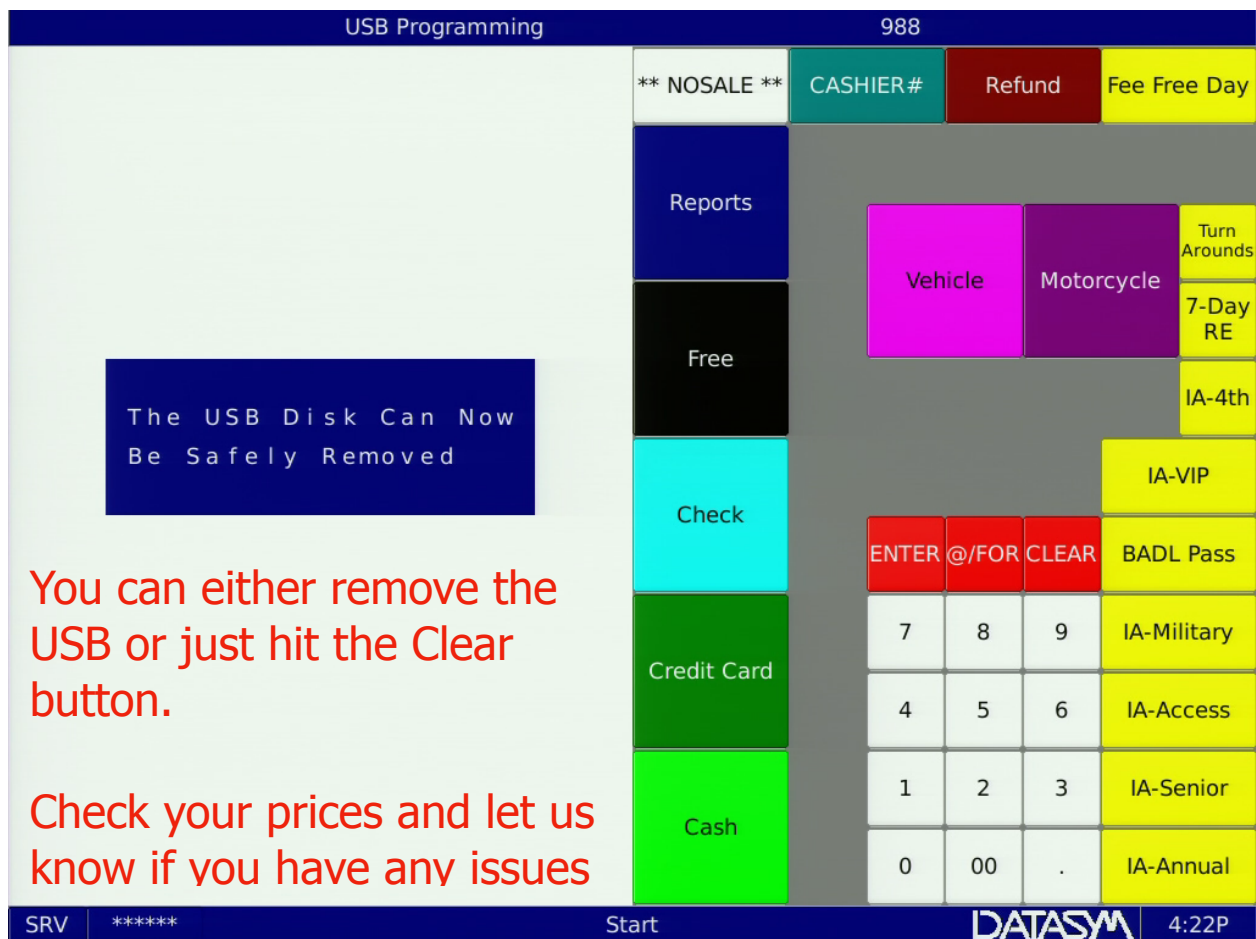 USB Programming 988
** NOSALE ** CASHIER# Refund Fee Free Day
Reports
Vehicle Motorcycle
Turn
Arounds
7-Day
RE
Free
IA-4th
The USB Disk Can Now
Be Safely Removed
IA-VIP
Check
ENTER @/FOR CLEAR BADL Pass
You can either remove the
USB or just hit the Clear
button.
7 8 9 IA-Military
Credit Card
4 5 6 IA-Access
1 2 3 IA-Senior
Check your prices and let us
know if you have any issues
Cash
0 00 . IA-Annual
SRV ****** Start DATASYM 4:22P